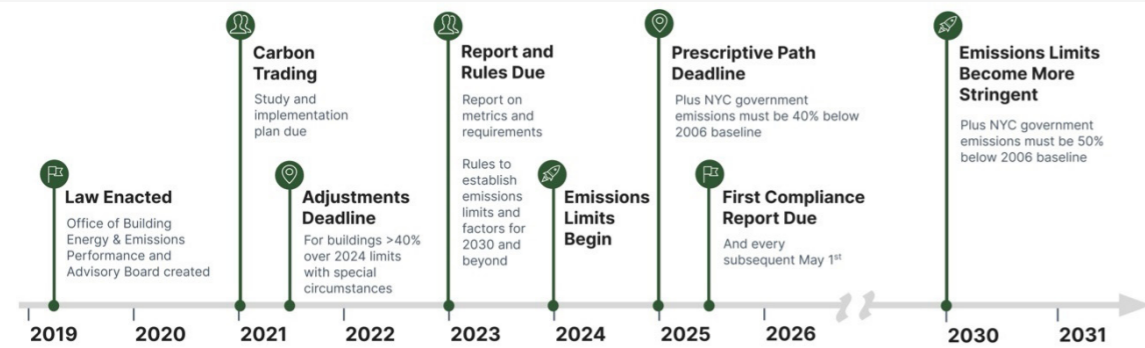 Carbon
Trading
Study and
implementation
plan due
Report and
Rules Due
Report on
metrics and
requirements
Rules to
establish
emissions
limits and
factors for
2030 and
beyond
Prescriptive Path
Deadline
Plus NYC government
emissions must be 40% below
2006 baseline
Emissions Limits
Become More
Stringent
Plus NYC government
emissions must be 50%
below 2006 baseline
Law Enacted
Office of Building
Energy & Emissions
Performance and
Advisory Board created
Adjustments
Deadline
For buildings >40%
over 2024 limits
with special
circumstances
Emissions
Limits
Begin
First Compliance
Report Due
And every
subsequent May 1st
2019 2020 2021 2022 2023 2024 2025 2026 2030 2031